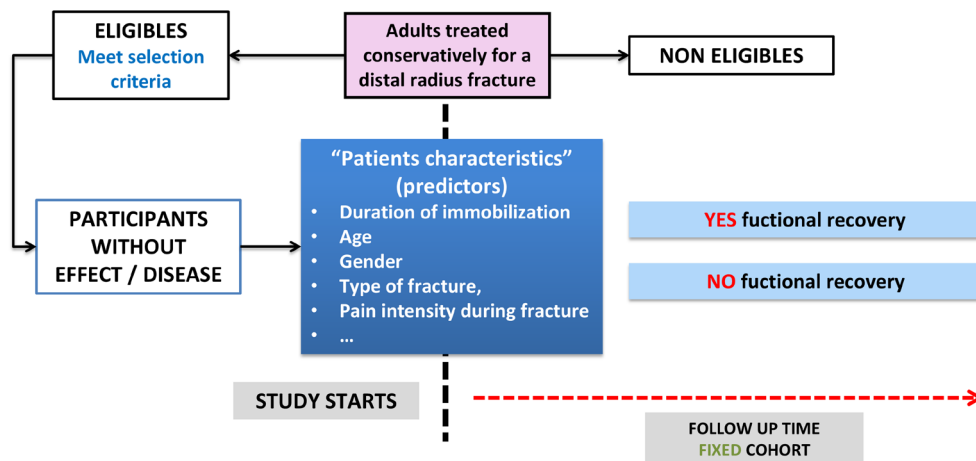 ELIGIBLES
Meet selection
criteria
Adults treated
conservatively for a
distal radius fracture
NON ELIGIBLES
PARTICIPANTS
WITHOUT
EFFECT / DISEASE
“Patients characteristics”
(predictors)
• Duration of immobilization
• Age
• Gender
• Type of fracture,
• Pain intensity during fracture
• ...
YES fuctional recovery
NO fuctional recovery
STUDY STARTS
FOLLOW UP TIME
FIXED COHORT